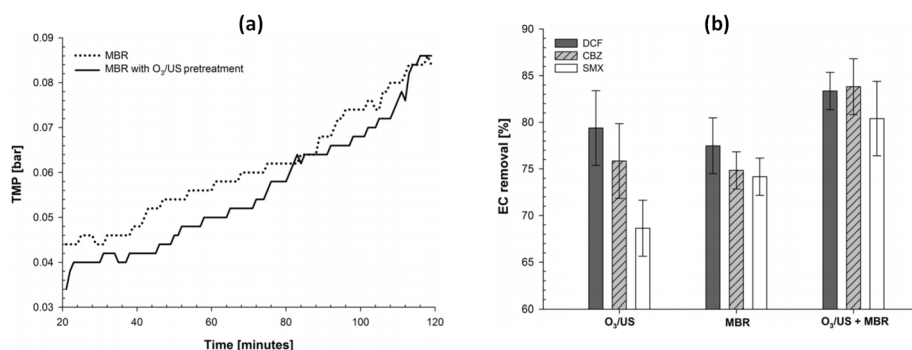 (a)
0.09
0.08
0.07
0.06
0.05
0.04
0.03
TMP [bar]
MBR
MBR with O₃/US pretreatment
20
40
60
80
100
120
Time [minutes]
(b)
90
85
80
75
70
65
60
EC removal [%]
DCF
CBZ
SMX
O₃/US
MBR
O₃/US + MBR